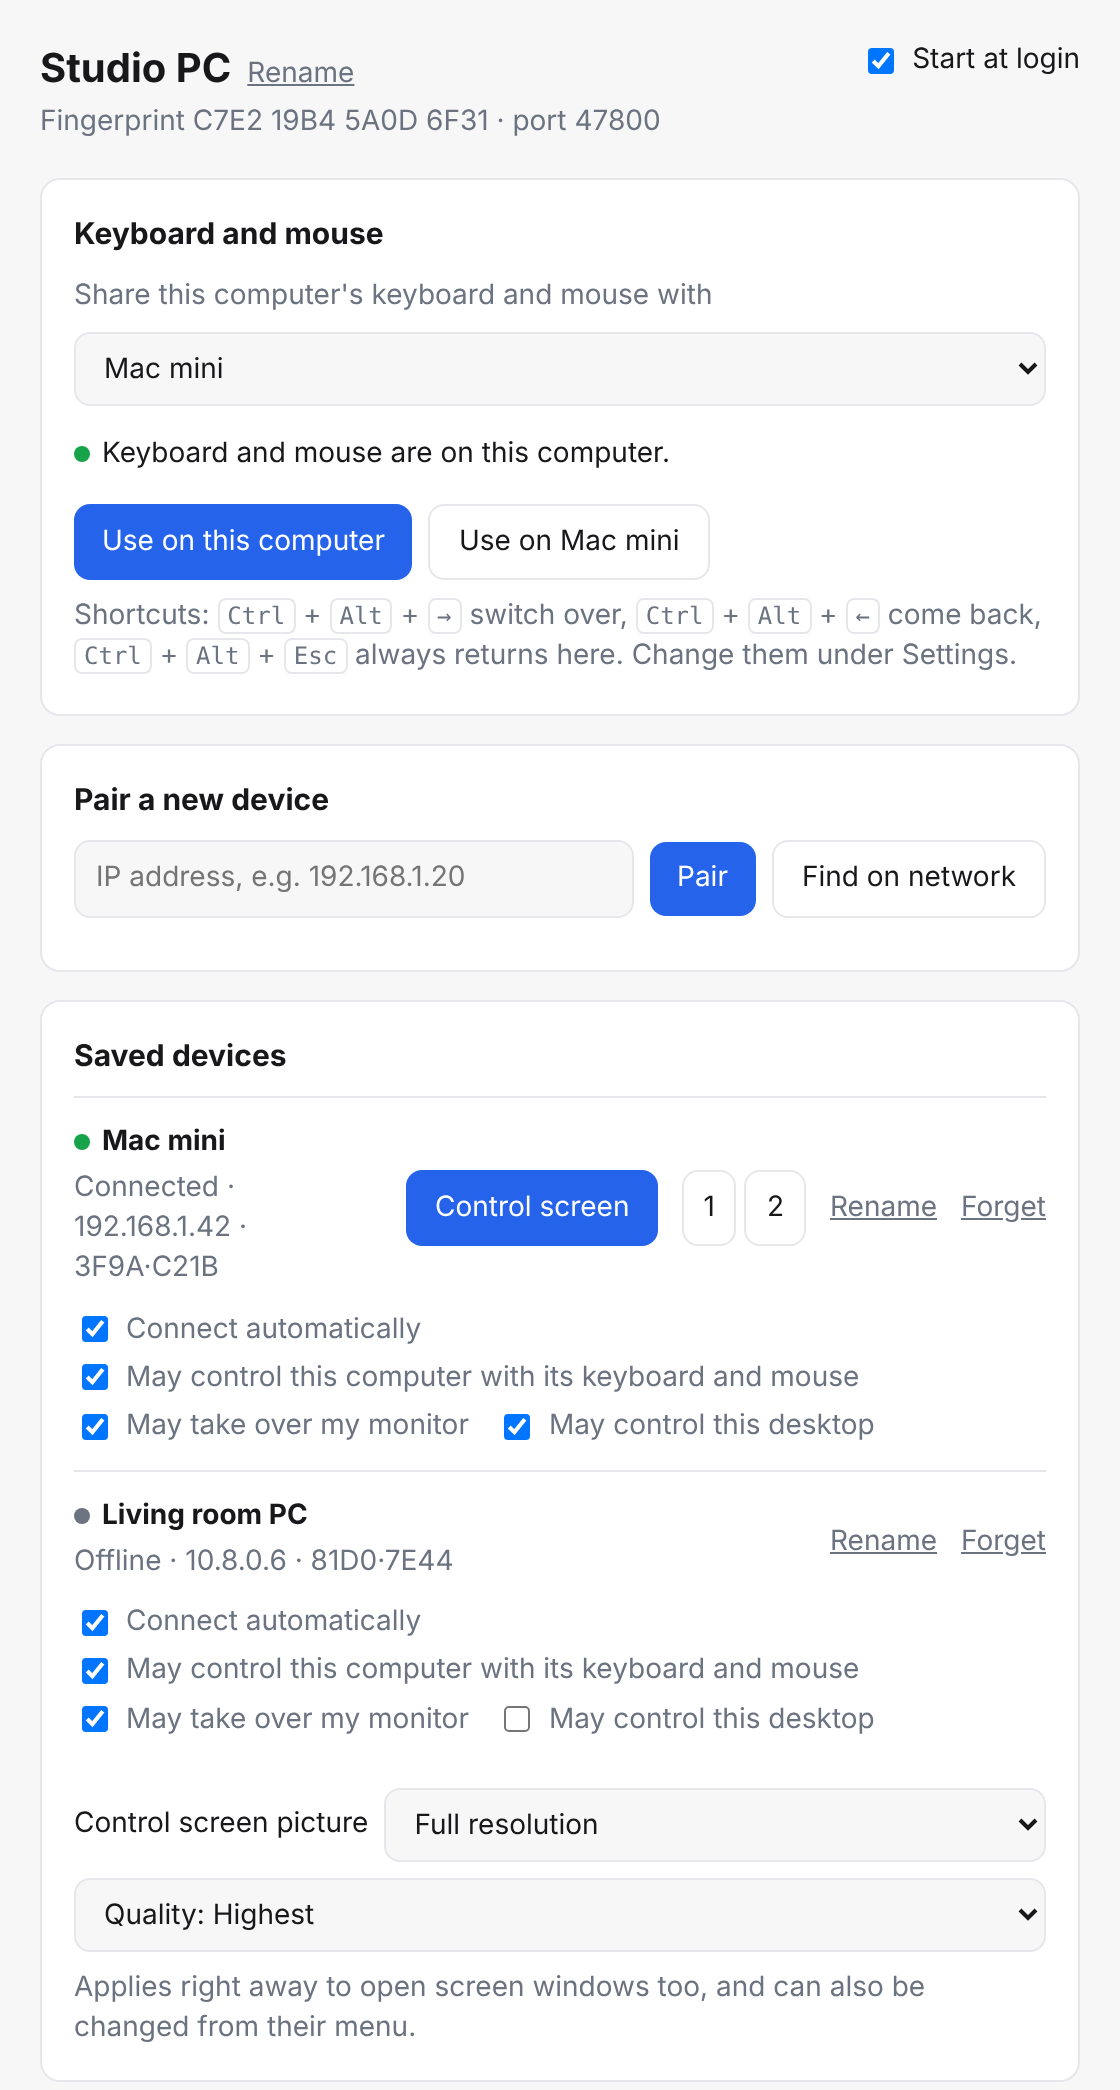 Studio PC Rename
Start at login
Fingerprint C7E2 19B4 5A0D 6F31 · port 47800
Keyboard and mouse
Share this computer's keyboard and mouse with
Mac mini
Keyboard and mouse are on this computer.
Use on this computer Use on Mac mini
Shortcuts: Ctrl + Alt + → switch over, Ctrl + Alt + ← come back,
Ctrl + Alt + Esc always returns here. Change them under Settings.
Pair a new device
IP address, e.g. 192.168.1.20 Pair Find on network
Saved devices
Mac mini
Connected ·
192.168.1.42 ·
3F9A·C21B
Control screen 1 2 Rename Forget
Connect automatically
May control this computer with its keyboard and mouse
May take over my monitor May control this desktop
Living room PC
Offline · 10.8.0.6 · 81D0·7E44
Rename Forget
Connect automatically
May control this computer with its keyboard and mouse
May take over my monitor May control this desktop
Control screen picture Full resolution
Quality: Highest
Applies right away to open screen windows too, and can also be
changed from their menu.